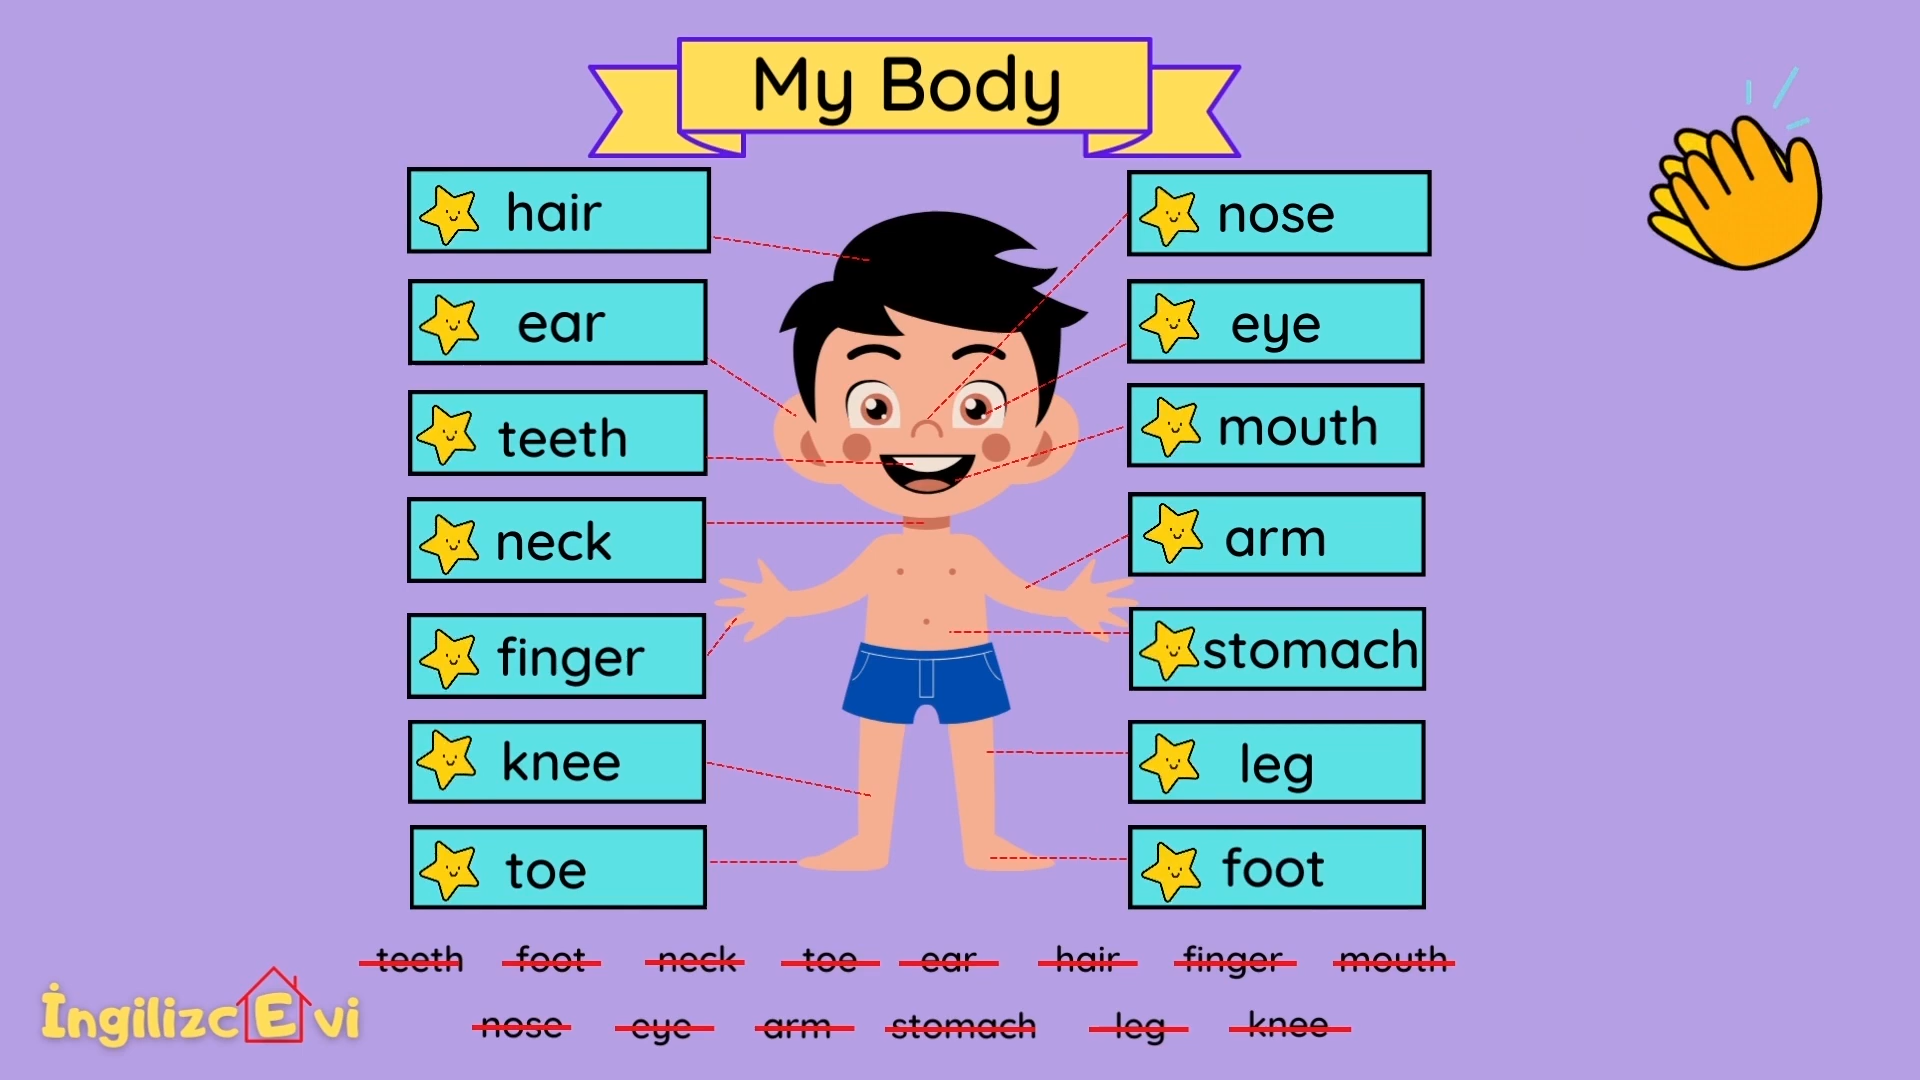 My Body
hair
ear
teeth
neck
finger
knee
toe
nose
eye
mouth
arm
stomach
leg
foot
teeth foot neck toe ear hair finger mouth
nose eye arm stomach leg knee
İngilizcEvi